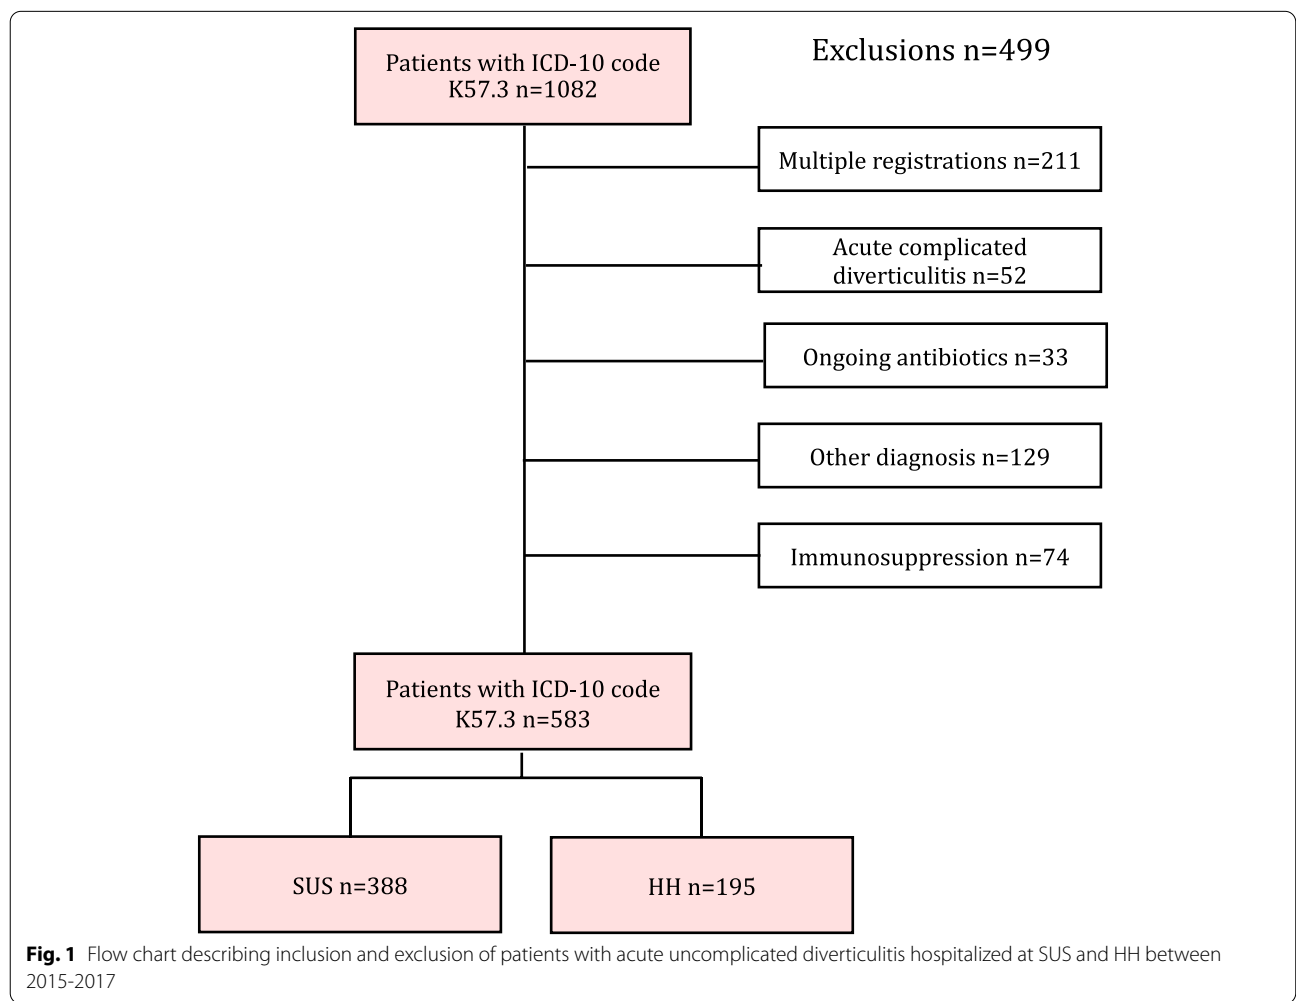 Patients with ICD-10 code
K57.3 n=1082
Exclusions n=499
Multiple registrations n=211
Acute complicated
diverticulitis n=52
Ongoing antibiotics n=33
Other diagnosis n=129
Immunosuppression n=74
Patients with ICD-10 code
K57.3 n=583
SUS n=388
HH n=195
Fig. 1 Flow chart describing inclusion and exclusion of patients with acute uncomplicated diverticulitis hospitalized at SUS and HH between
2015-2017